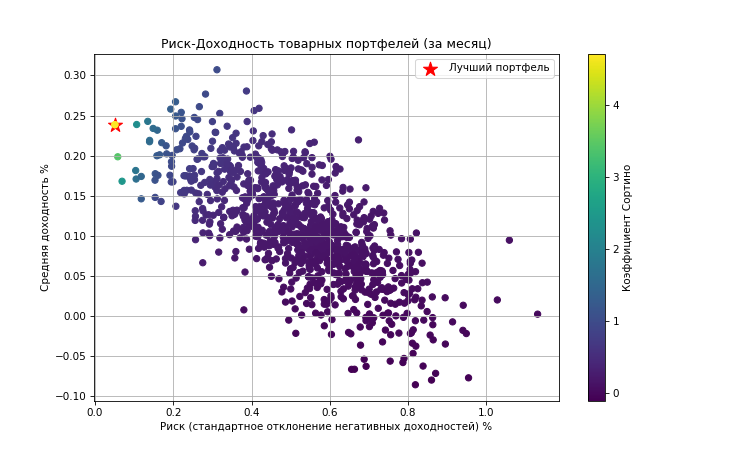 Риск-Доходность товарных портфелей (за месяц)
Лучший портфель
Средняя доходность %
0.30
0.25
0.20
0.15
0.10
0.05
0.00
−0.05
−0.10
0.0 0.2 0.4 0.6 0.8 1.0
Риск (стандартное отклонение негативных доходностей) %
4
3
2
1
0
Коэффициент Сортино